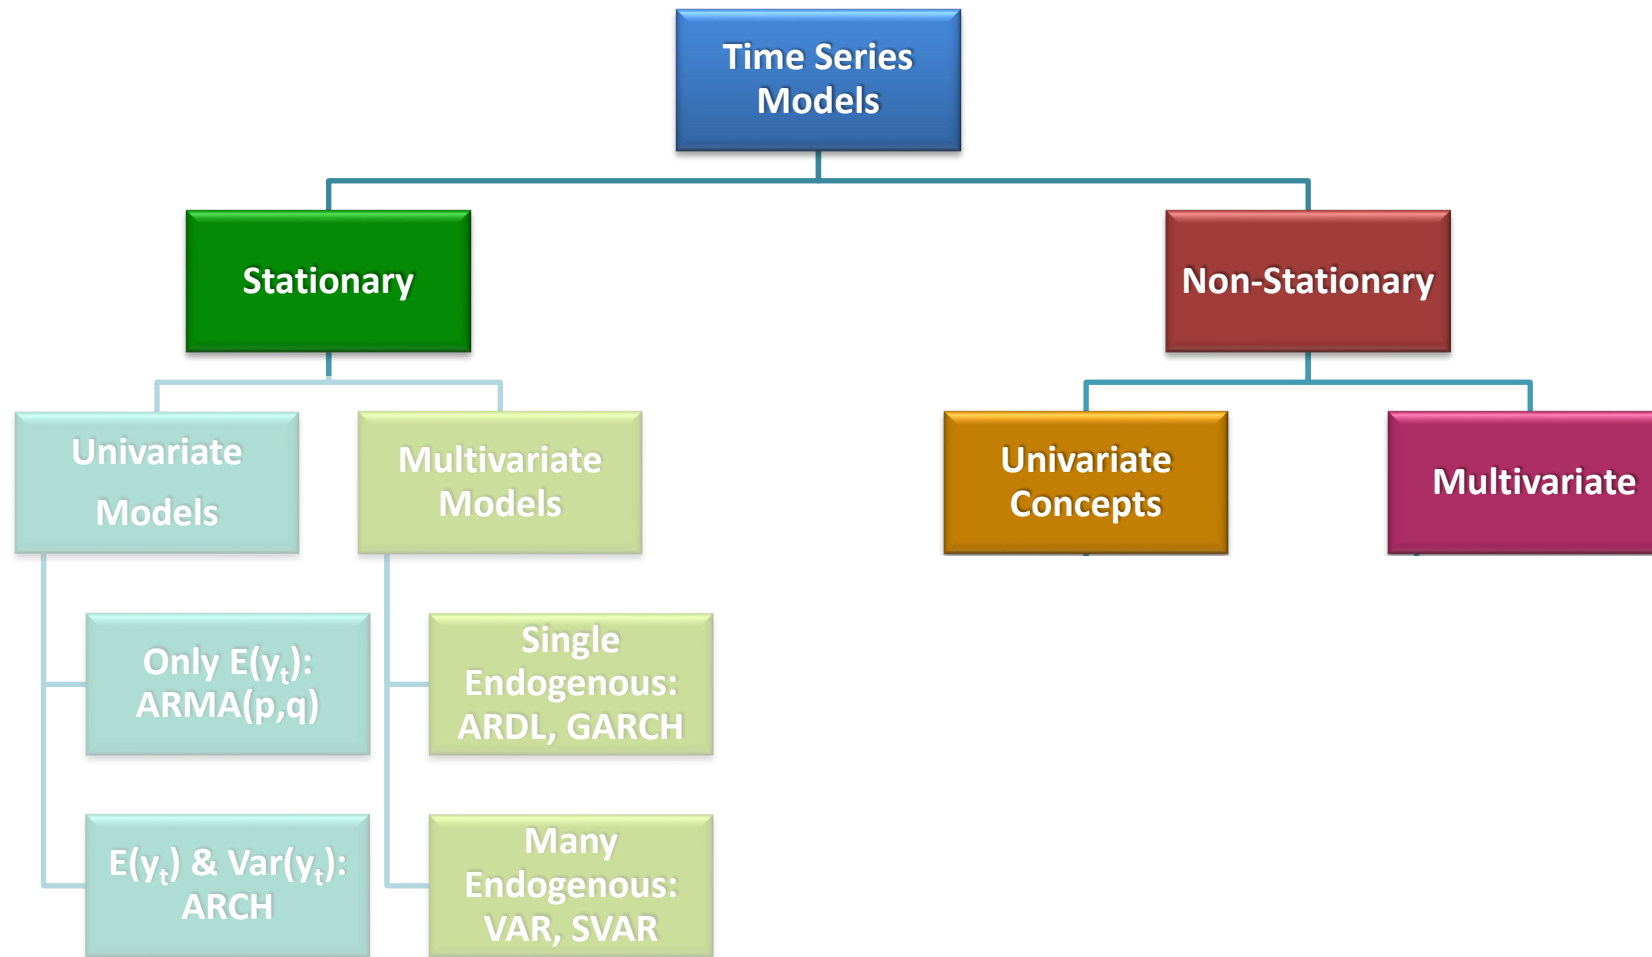 Time Series
Models
Stationary
Non-Stationary
Univariate
Models
Multivariate
Models
Univariate
Concepts
Multivariate
Only E(yₜ):
ARMA(p,q)
Single
Endogenous:
ARDL, GARCH
E(yₜ) & Var(yₜ):
ARCH
Many
Endogenous:
VAR, SVAR